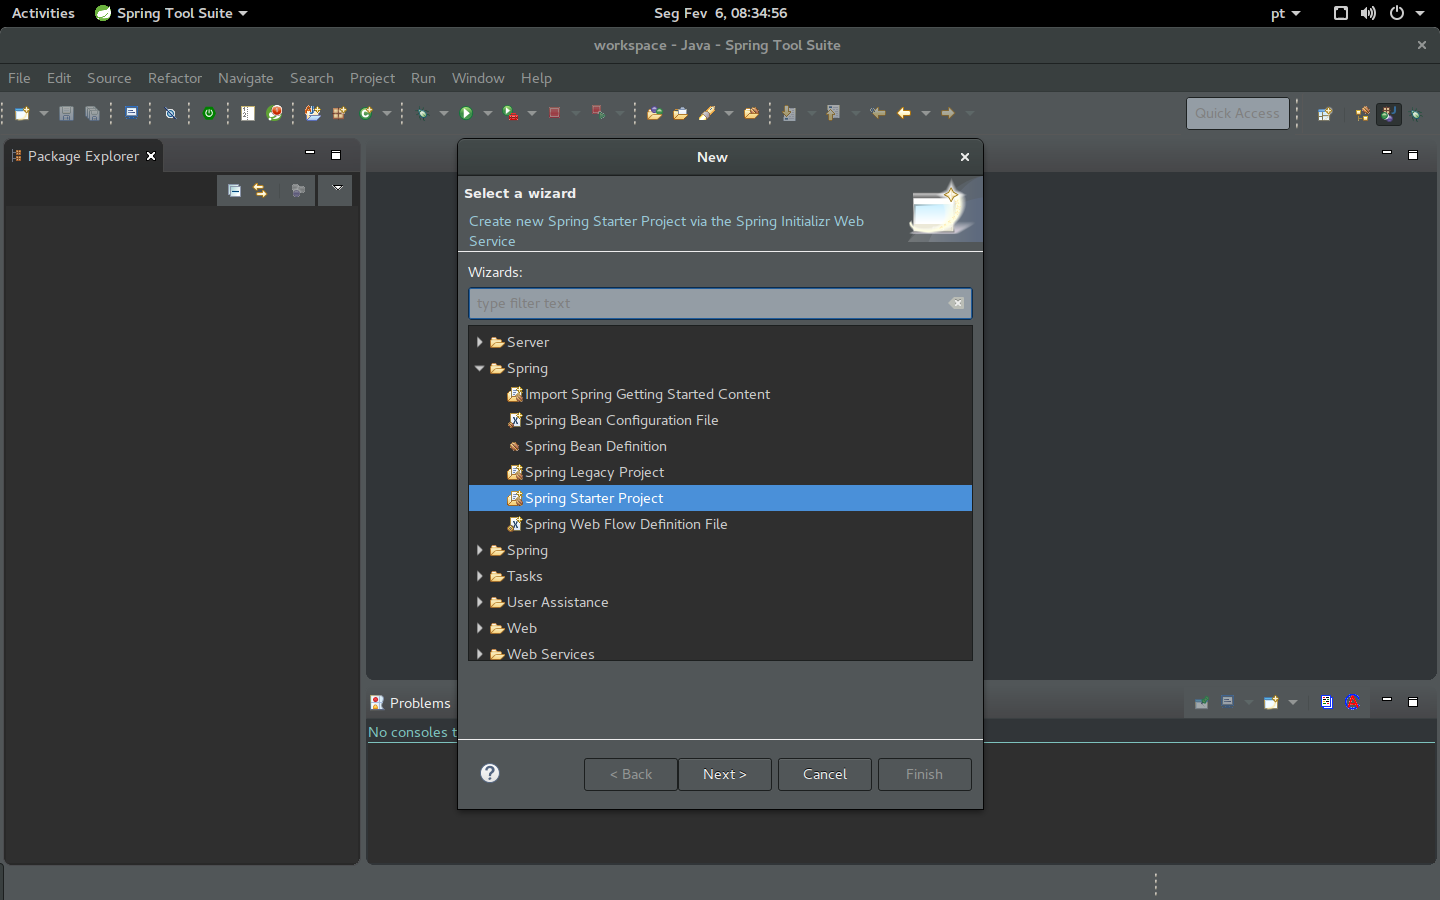 Activities Spring Tool Suite Seg Fev 6, 08:34:56 pt
workspace - Java - Spring Tool Suite
File Edit Source Refactor Navigate Search Project Run Window Help
Quick Access
Package Explorer
New
Select a wizard
Create new Spring Starter Project via the Spring Initializr Web
Service
Wizards:
type filter text
Server
Spring
Import Spring Getting Started Content
Spring Bean Configuration File
Spring Bean Definition
Spring Legacy Project
Spring Starter Project
Spring Web Flow Definition File
Spring
Tasks
User Assistance
Web
Web Services
Problems
No consoles t
< Back Next > Cancel Finish